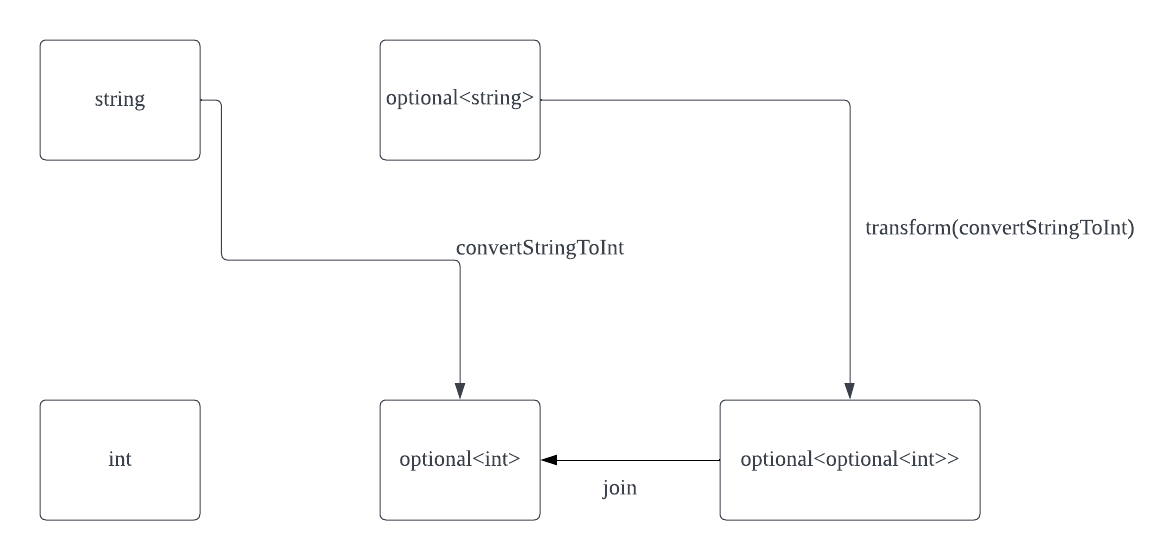 string
optional<string>
transform(convertStringToInt)
convertStringToInt
int
optional<int>
optional<optional<int>>
join